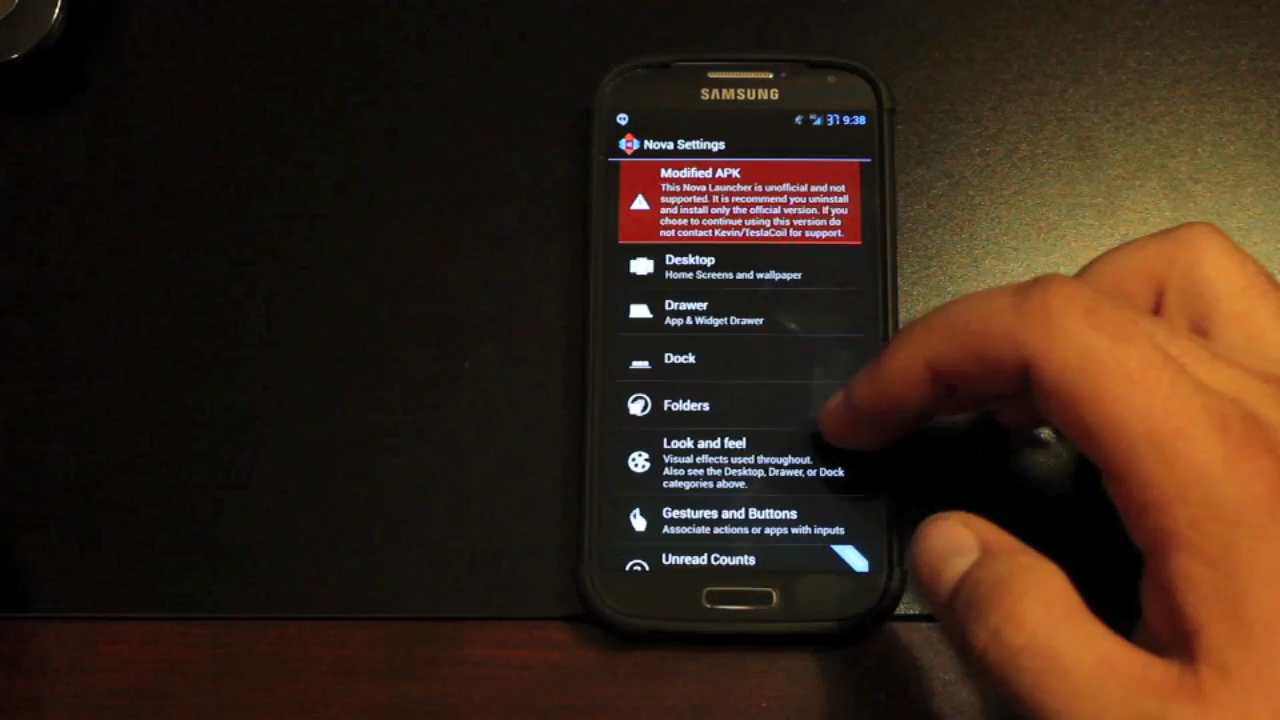 SAMSUNG
37 9:38
Nova Settings
Modified APK
This Nova Launcher is unofficial and not
supported. It is recommend you uninstall
and install only the official version. If you
chose to continue using this version do
not contact Kevin/TeslaCoil for support.
Desktop
Home Screens and wallpaper
Drawer
App & Widget Drawer
Dock
Folders
Look and feel
Visual effects used throughout.
Also see the Desktop, Drawer, or Dock
categories above.
Gestures and Buttons
Associate actions or apps with inputs
Unread Counts